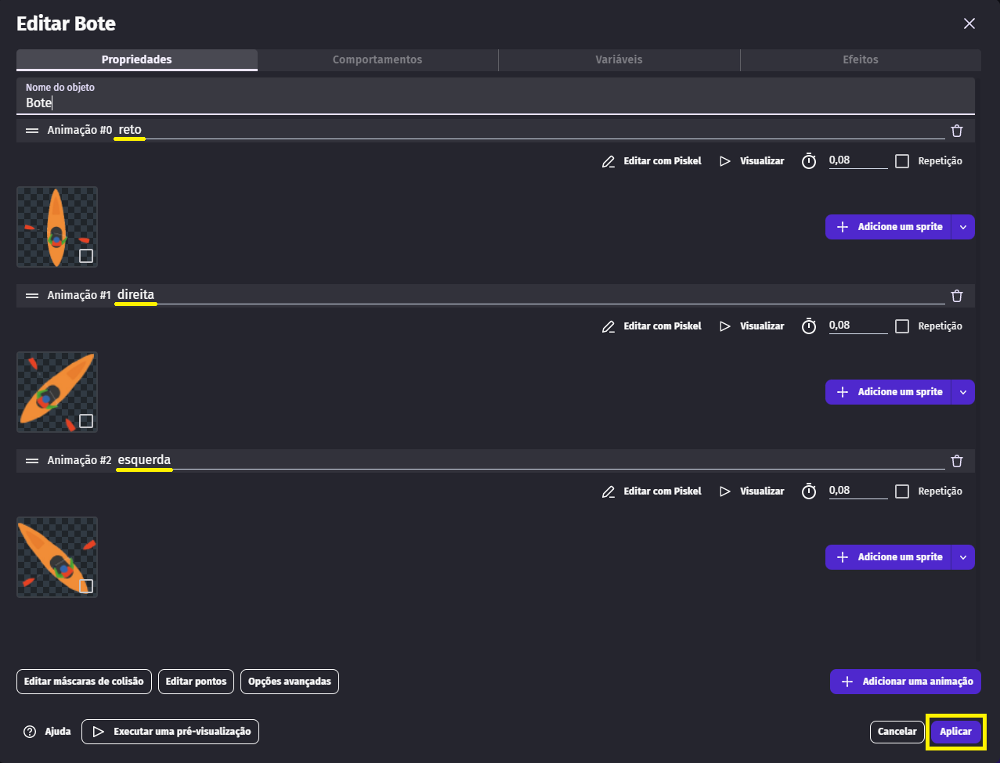 Editar Bote
Propriedades Comportamentos Variáveis Efeitos
Nome do objeto
Bote
Animação #0 reto
Editar com Piskel Visualizar 0,08 Repetição
Adicione um sprite
Animação #1 direita
Editar com Piskel Visualizar 0,08 Repetição
Adicione um sprite
Animação #2 esquerda
Editar com Piskel Visualizar 0,08 Repetição
Adicione um sprite
Editar máscaras de colisão Editar pontos Opções avançadas Adicionar uma animação
Ajuda Executar uma pré-visualização Cancelar Aplicar